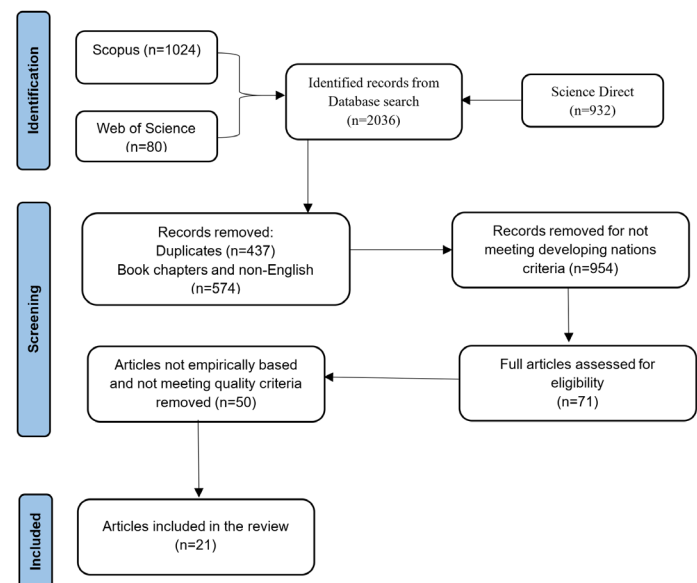 Identification
Scopus (n=1024)
Web of Science
(n=80)
Identified records from
Database search
(n=2036)
Science Direct
(n=932)
Screening
Records removed:
Duplicates (n=437)
Book chapters and non-English
(n=574)
Records removed for not
meeting developing nations
criteria (n=954)
Articles not empirically based
and not meeting quality criteria
removed (n=50)
Full articles assessed for
eligibility
(n=71)
Included
Articles included in the review
(n=21)